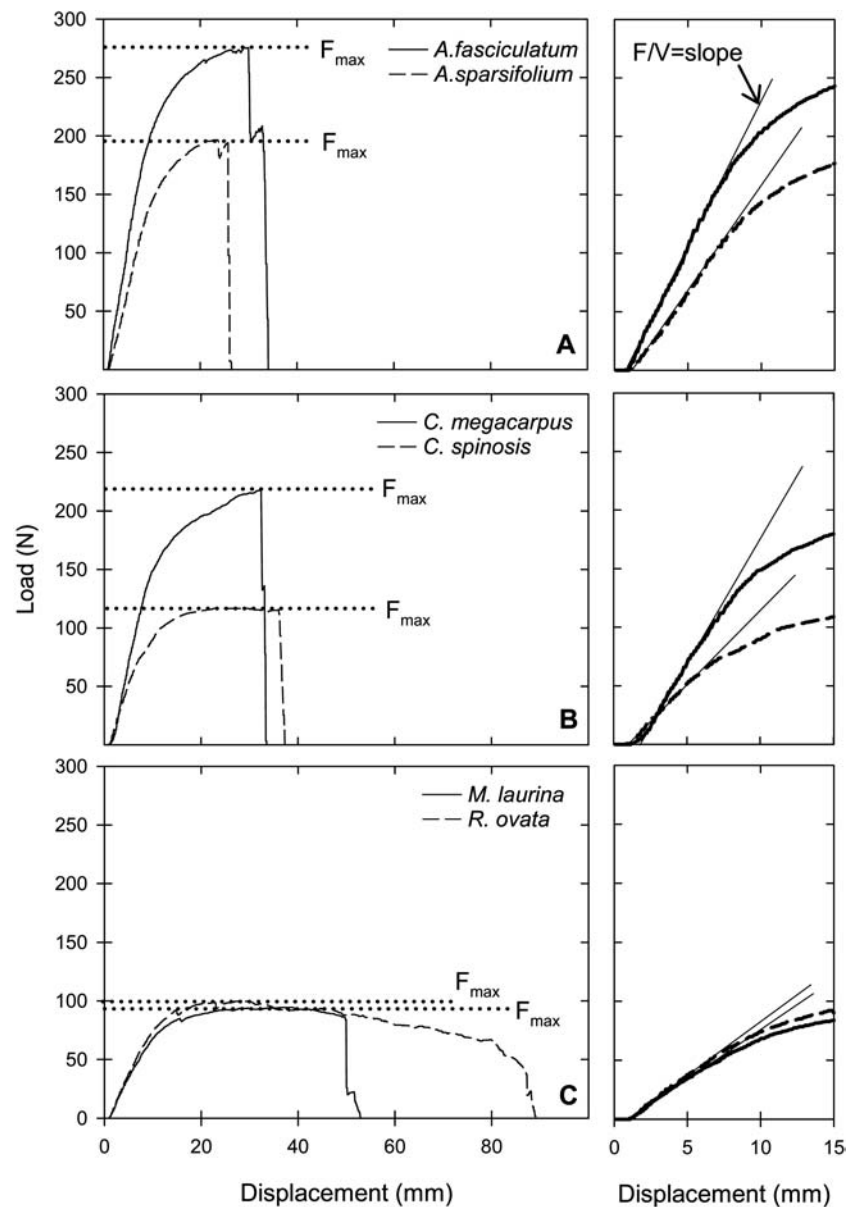 300
250
200
150
100
50
F_max
F_max
A.fasciculatum
A.sparsifolium
A
F/V=slope
Load (N)
300
250
200
150
100
50
C. megacarpus
C. spinosis
F_max
F_max
B
300
250
200
150
100
50
0
M. laurina
R. ovata
F_max
F_max
C
0 20 40 60 80
0 5 10 15
Displacement (mm)
Displacement (mm)